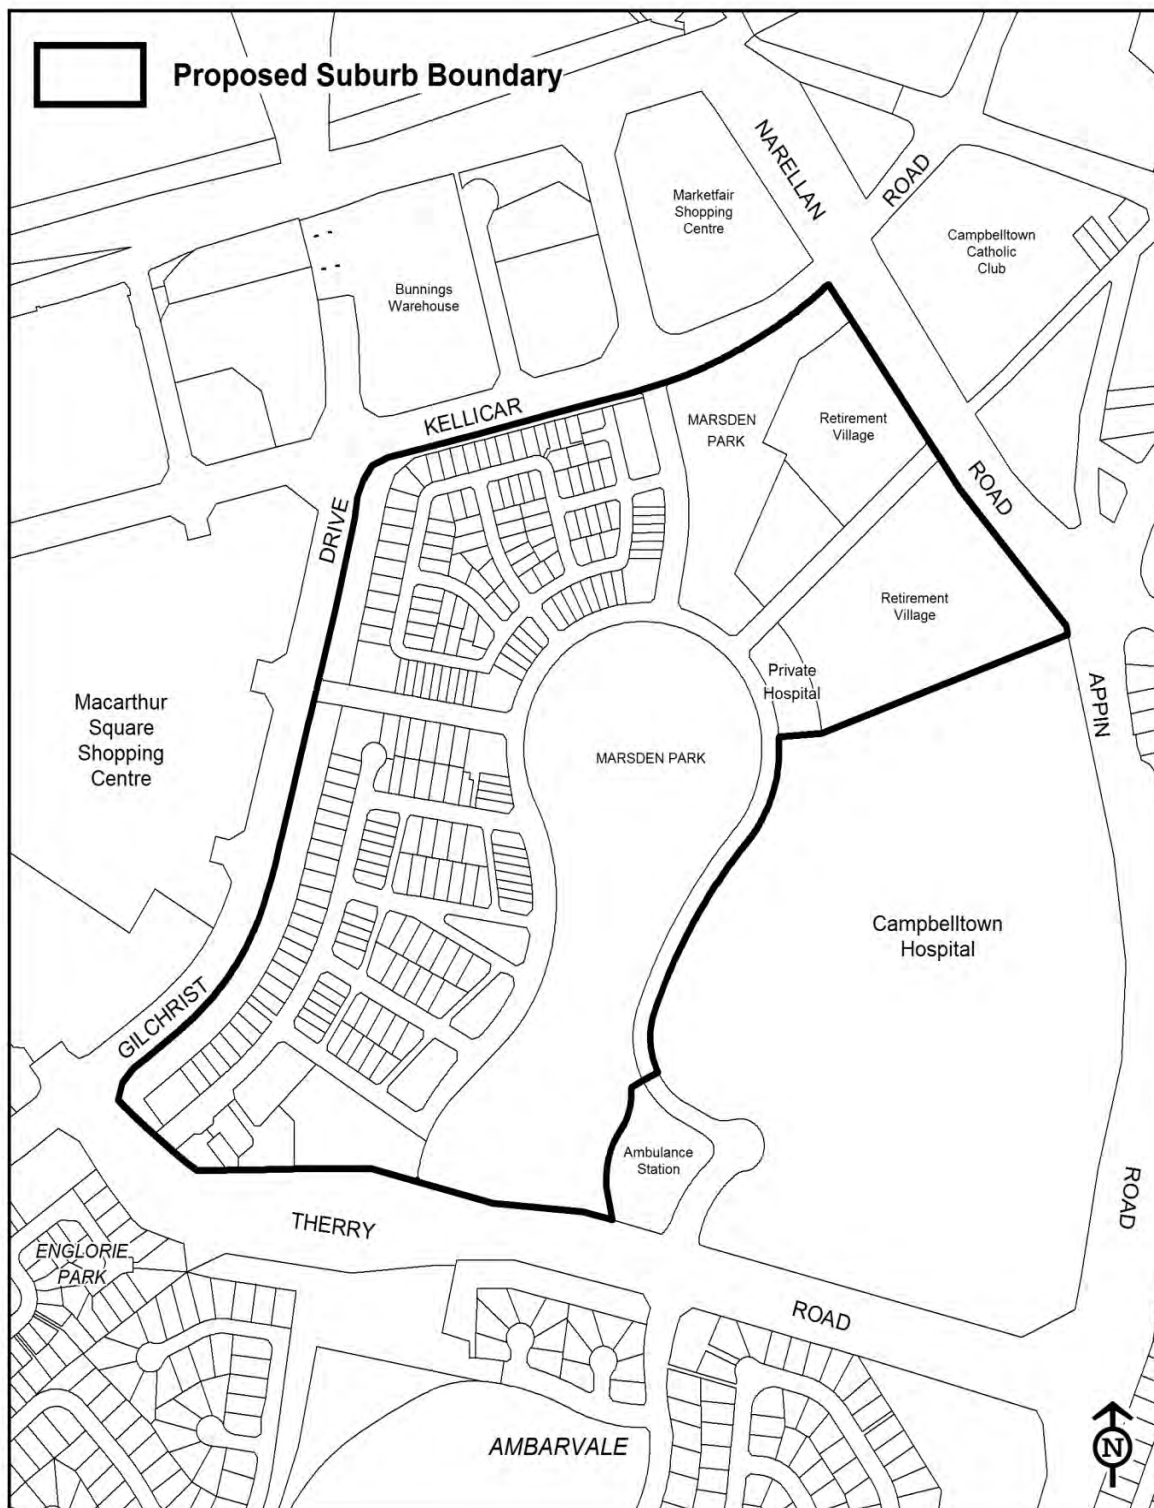 Proposed Suburb Boundary
NARELLAN
ROAD
Marketfair
Shopping
Centre
Campbelltown
Catholic
Club
Bunnings
Warehouse
KELLICAR
MARSDEN
PARK
Retirement
Village
ROAD
DRIVE
Retirement
Village
Private
Hospital
APPIN
Macarthur
Square
Shopping
Centre
MARSDEN PARK
Campbelltown
Hospital
GILCHRIST
Ambulance
Station
THERRY
ROAD
ENGLORIE
PARK
ROAD
AMBARVALE
N